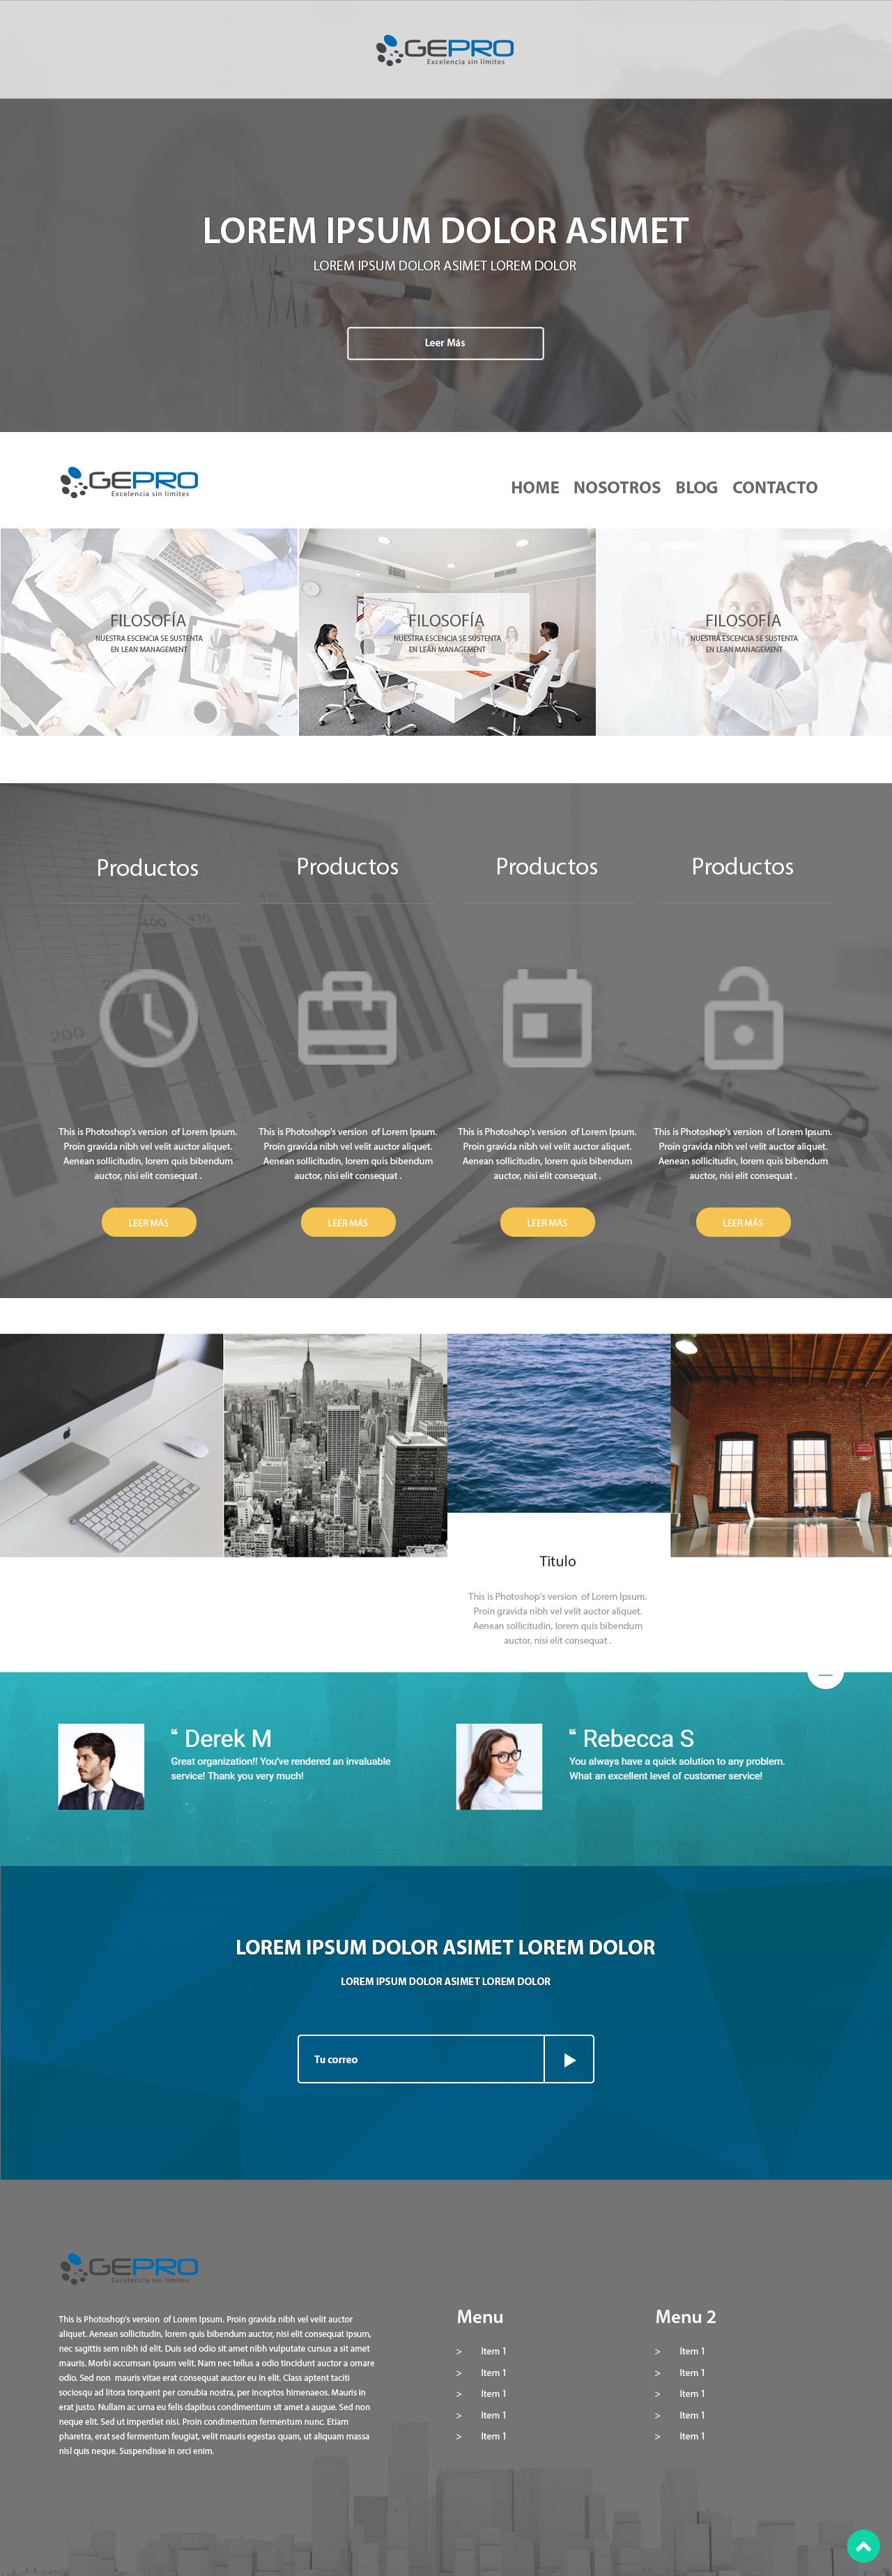 GEPRO
Excelencia sin límites
LOREM IPSUM DOLOR ASIMET
LOREM IPSUM DOLOR ASIMET LOREM DOLOR
Leer Más
GEPRO
Excelencia sin límites
HOME NOSOTROS BLOG CONTACTO
FILOSOFÍA
NUESTRA ESCENCIA SE SUSTENTA
EN LEAN MANAGEMENT
FILOSOFÍA
NUESTRA ESCENCIA SE SUSTENTA
EN LEAN MANAGEMENT
FILOSOFÍA
NUESTRA ESCENCIA SE SUSTENTA
EN LEAN MANAGEMENT
Productos
This is Photoshop's version of Lorem Ipsum.
Proin gravida nibh vel velit auctor aliquet.
Aenean sollicitudin, lorem quis bibendum
auctor, nisi elit consequat .
LEER MÁS
Productos
This is Photoshop's version of Lorem Ipsum.
Proin gravida nibh vel velit auctor aliquet.
Aenean sollicitudin, lorem quis bibendum
auctor, nisi elit consequat .
LEER MÁS
Productos
This is Photoshop's version of Lorem Ipsum.
Proin gravida nibh vel velit auctor aliquet.
Aenean sollicitudin, lorem quis bibendum
auctor, nisi elit consequat .
LEER MÁS
Productos
This is Photoshop's version of Lorem Ipsum.
Proin gravida nibh vel velit auctor aliquet.
Aenean sollicitudin, lorem quis bibendum
auctor, nisi elit consequat .
LEER MÁS
400
410
200
Titulo
This is Photoshop's version of Lorem Ipsum.
Proin gravida nibh vel velit auctor aliquet.
Aenean sollicitudin, lorem quis bibendum
auctor, nisi elit consequat .
“ Derek M
Great organization!! You've rendered an invaluable
service! Thank you very much!
“ Rebecca S
You always have a quick solution to any problem.
What an excellent level of customer service!
LOREM IPSUM DOLOR ASIMET LOREM DOLOR
LOREM IPSUM DOLOR ASIMET LOREM DOLOR
Tu correo
GEPRO
Excelencia sin límites
This is Photoshop's version of Lorem Ipsum. Proin gravida nibh vel velit auctor
aliquet. Aenean sollicitudin, lorem quis bibendum auctor, nisi elit consequat ipsum,
nec sagittis sem nibh id elit. Duis sed odio sit amet nibh vulputate cursus a sit amet
mauris. Morbi accumsan ipsum velit. Nam nec tellus a odio tincidunt auctor a ornare
odio. Sed non mauris vitae erat consequat auctor eu in elit. Class aptent taciti
sociosqu ad litora torquent per conubia nostra, per inceptos himenaeos. Mauris in
erat justo. Nullam ac urna eu felis dapibus condimentum sit amet a augue. Sed non
neque elit. Sed ut imperdiet nisi. Proin condimentum fermentum nunc. Etiam
pharetra, erat sed fermentum feugiat, velit mauris egestas quam, ut aliquam massa
nisl quis neque. Suspendisse in orci enim.
Menu
> Item 1
> Item 1
> Item 1
> Item 1
> Item 1
Menu 2
> Item 1
> Item 1
> Item 1
> Item 1
> Item 1